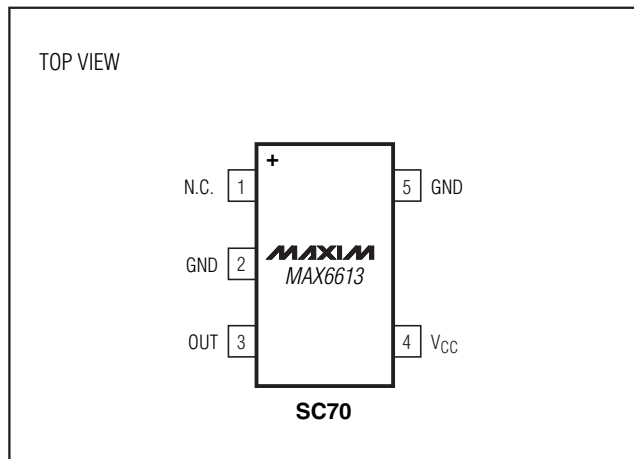 TOP VIEW
+
N.C. 1
5 GND
GND 2
MAXIM
MAX6613
OUT 3
4 VCC
SC70